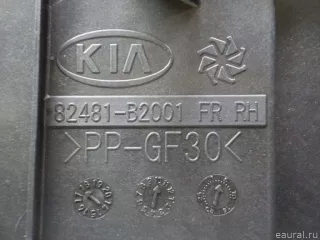 KIA
82481-B2001 FR RH
>PP-GF30<
eaural.ru